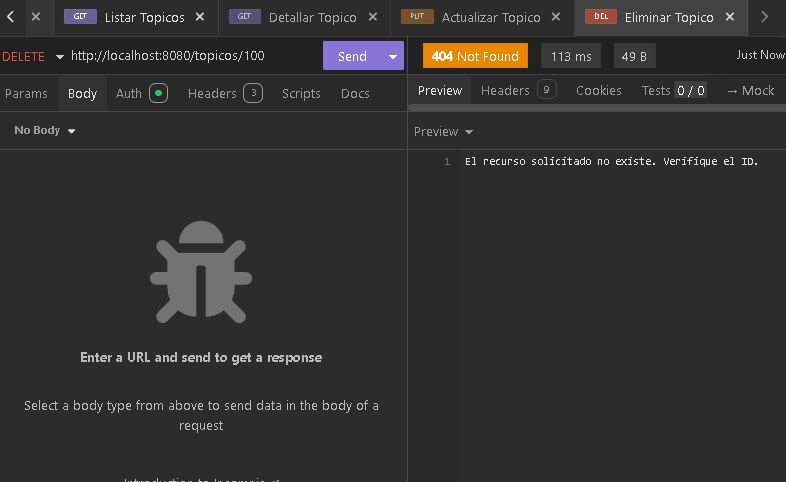 GET Listar Topicos
GET Detallar Topico
PUT Actualizar Topico
DEL Eliminar Topico
DELETE http://localhost:8080/topicos/100 Send
404 Not Found 113 ms 49 B Just Now
Params Body Auth Headers 3 Scripts Docs
Preview Headers 9 Cookies Tests 0 / 0 → Mock
No Body
Preview
1 El recurso solicitado no existe. Verifique el ID.
Enter a URL and send to get a response
Select a body type from above to send data in the body of a
request
Introduction to Insomnia